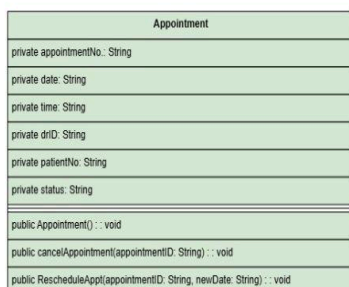 Appointment
private appointmentNo.: String
private date: String
private time: String
private drID: String
private patientNo: String
private status: String
public Appointment() : : void
public cancelAppointment(appointmentID: String) : : void
public RescheduleAppt(appointmentID: String, newDate: String) : : void